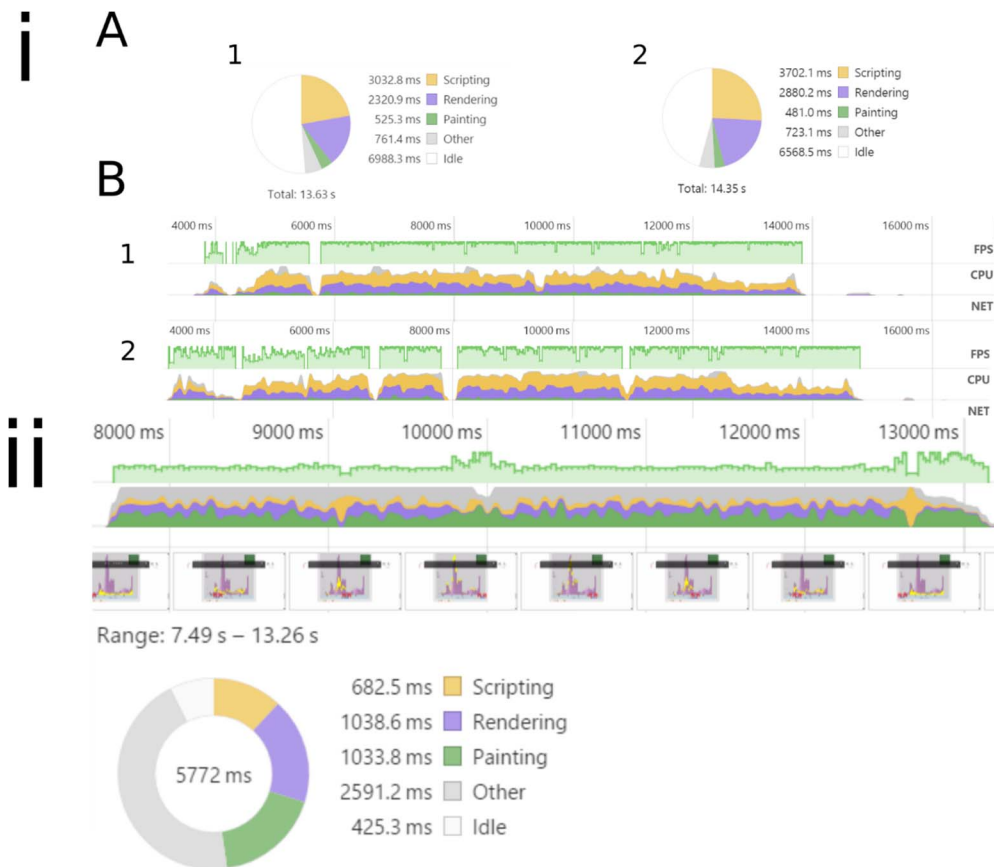 i
A
1
3032.8 ms Scripting
2320.9 ms Rendering
525.3 ms Painting
761.4 ms Other
6988.3 ms Idle
Total: 13.63 s
2
3702.1 ms Scripting
2880.2 ms Rendering
481.0 ms Painting
723.1 ms Other
6568.5 ms Idle
Total: 14.35 s
B
4000 ms 6000 ms 8000 ms 10000 ms 12000 ms 14000 ms 16000 ms
1
FPS
CPU
NET
4000 ms 6000 ms 8000 ms 10000 ms 12000 ms 14000 ms 16000 ms
2
FPS
CPU
NET
ii
8000 ms 9000 ms 10000 ms 11000 ms 12000 ms 13000 ms
Range: 7.49 s – 13.26 s
5772 ms
682.5 ms Scripting
1038.6 ms Rendering
1033.8 ms Painting
2591.2 ms Other
425.3 ms Idle